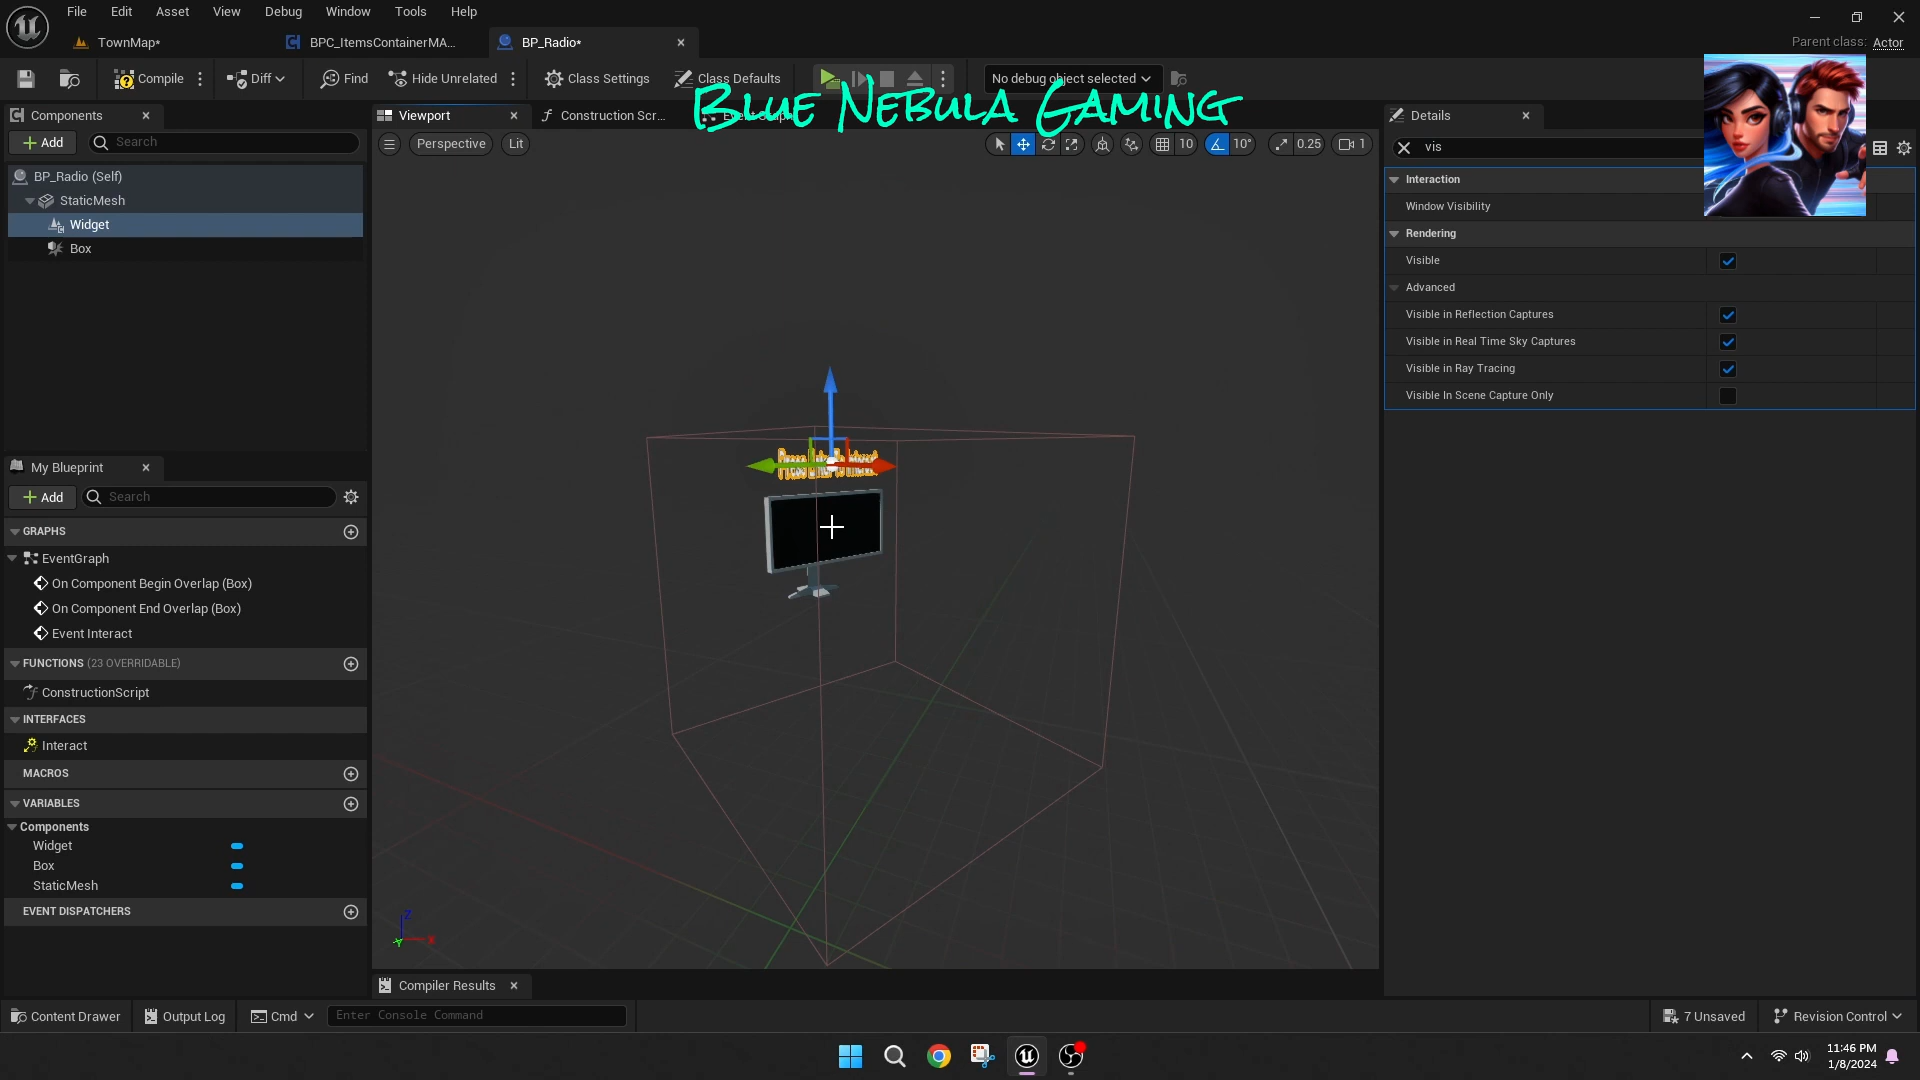 File Edit Asset View Debug Window Tools Help
TownMap* BPC_ItemsContainerMA... BP_Radio*
Parent class: Actor
Compile Diff Find Hide Unrelated Class Settings Class Defaults No debug object selected
Blue Nebula Gaming
Components
Add Search
BP_Radio (Self)
StaticMesh
Widget
Box
My Blueprint
Add Search
GRAPHS
EventGraph
On Component Begin Overlap (Box)
On Component End Overlap (Box)
Event Interact
FUNCTIONS (23 OVERRIDABLE)
ConstructionScript
INTERFACES
Interact
MACROS
VARIABLES
Components
Widget
Box
StaticMesh
EVENT DISPATCHERS
Viewport Construction Scr...
Perspective Lit 10 10° 0.25 1
Z
X
Y
Compiler Results
Details
vis
Interaction
Window Visibility
Rendering
Visible
Advanced
Visible in Reflection Captures
Visible in Real Time Sky Captures
Visible in Ray Tracing
Visible In Scene Capture Only
Content Drawer Output Log Cmd Enter Console Command 7 Unsaved Revision Control
11:46 PM
1/8/2024